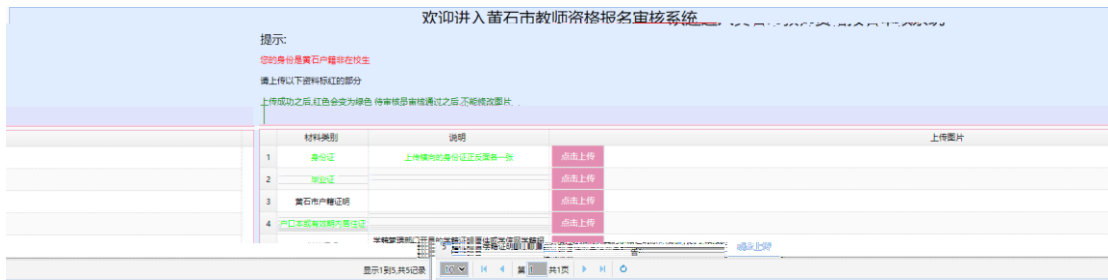 欢迎进入黄石市教师资格报名审核系统
提示:
您的身份是黄石户籍非在校生
请上传以下资料标红的部分
上传成功之后,红色会变为绿色 待审核员审核通过之后,不能修改图片
材料类别 说明 上传图片
1 身份证 上传横向的身份证正反面各一张 点击上传
2 毕业证 点击上传
3 黄石市户籍证明 点击上传
4 户口本或有效期内居住证 点击上传
显示1到5,共5记录 10 第 1 共1页